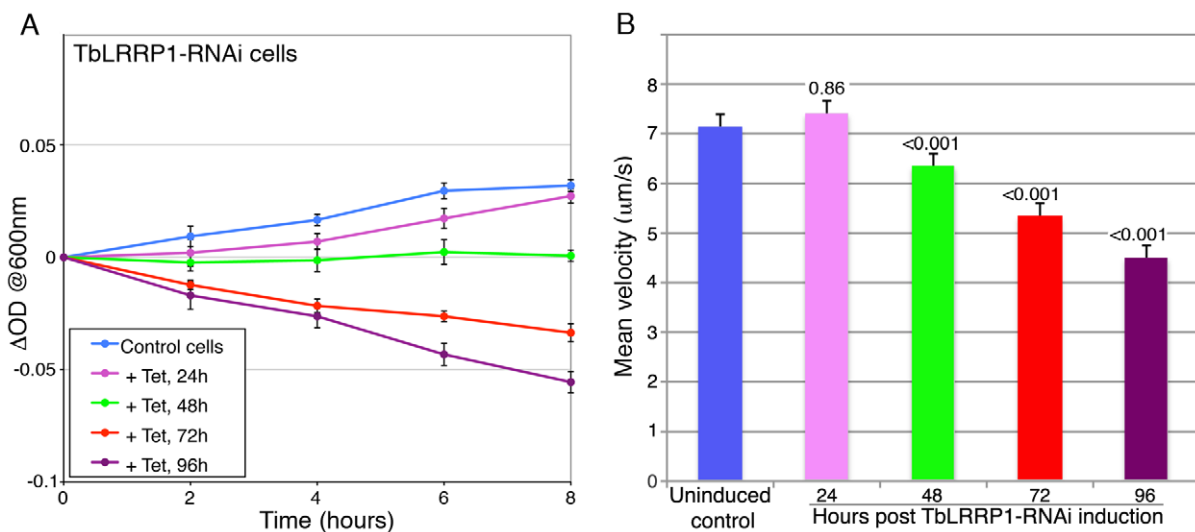 A
TbLRRP1-RNAi cells
0.05
0
-0.05
-0.1
ΔOD @600nm
Control cells
+ Tet, 24h
+ Tet, 48h
+ Tet, 72h
+ Tet, 96h
0 2 4 6 8
Time (hours)
B
8
7
6
5
4
3
2
1
0
Mean velocity (um/s)
0.86
<0.001
<0.001
<0.001
Uninduced
control
24 48 72 96
Hours post TbLRRP1-RNAi induction